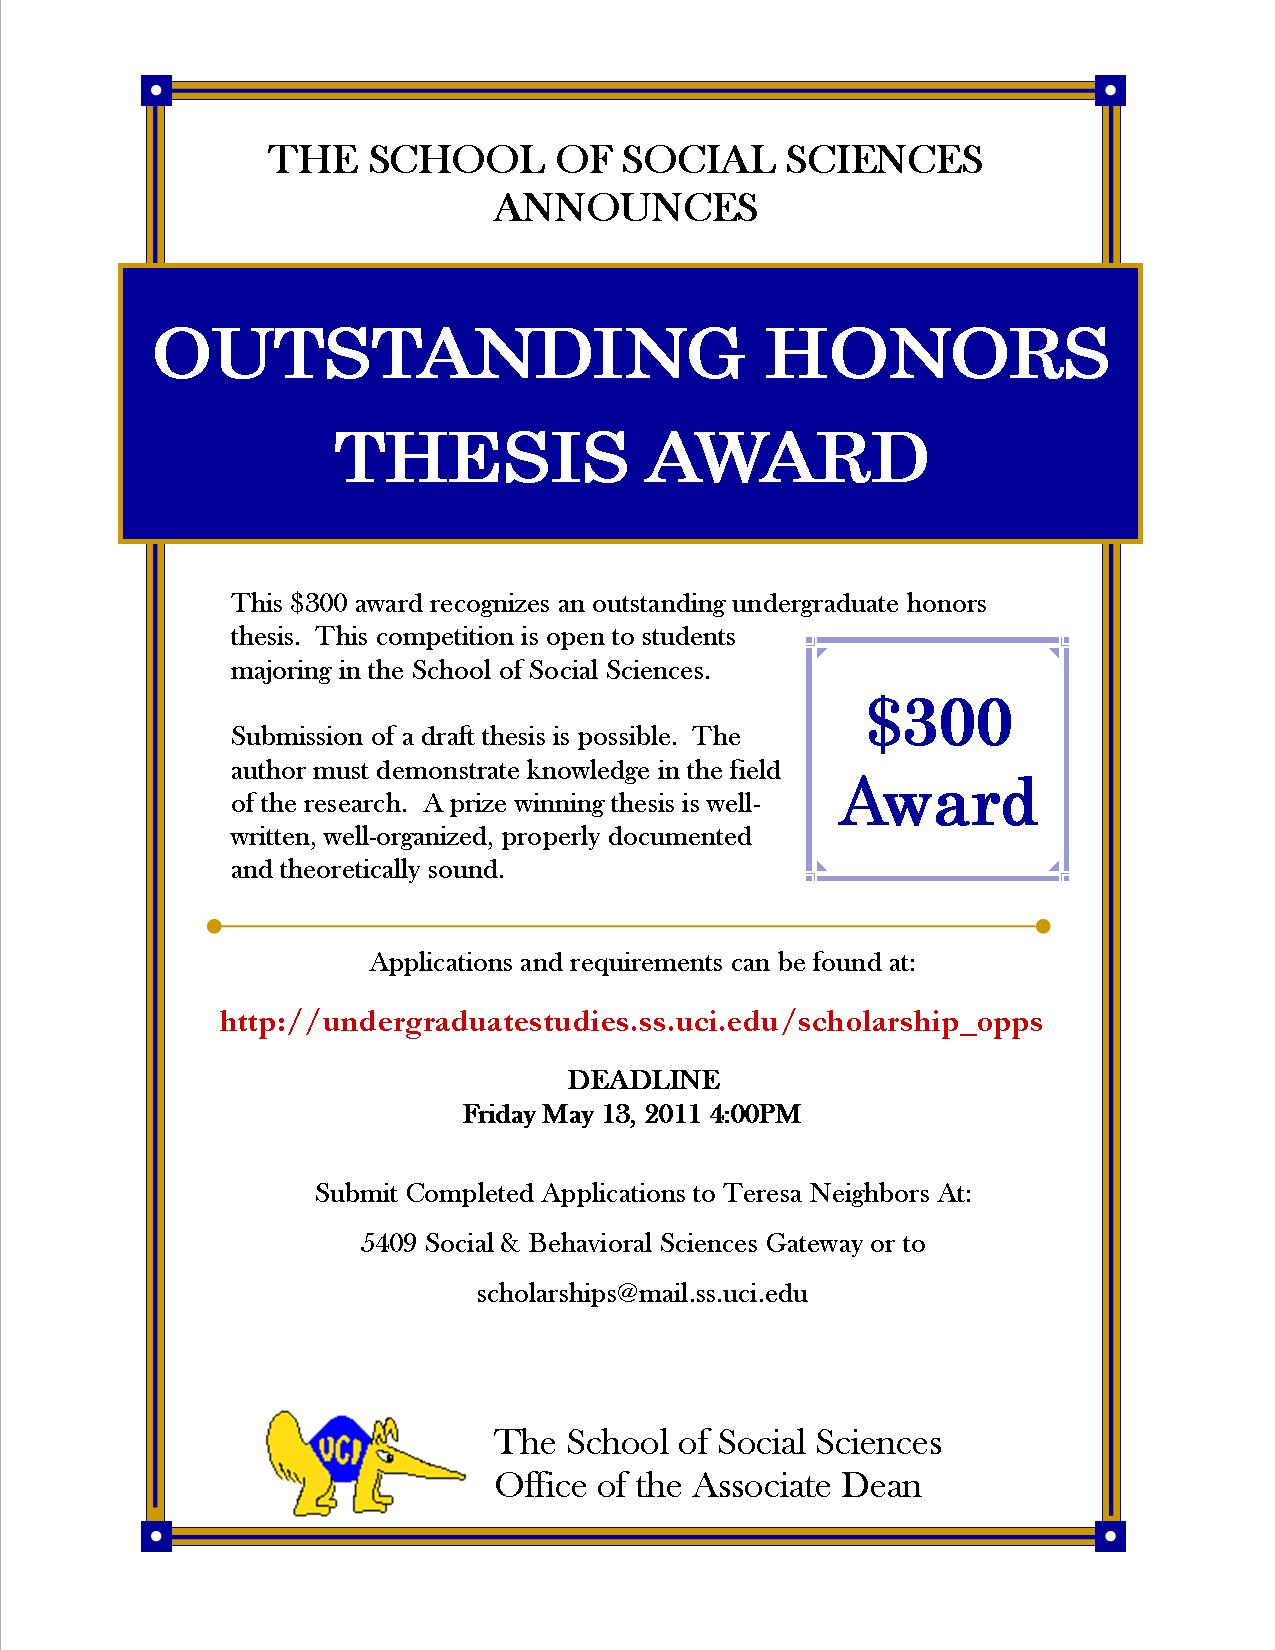 THE SCHOOL OF SOCIAL SCIENCES
ANNOUNCES
OUTSTANDING HONORS
THESIS AWARD
This $300 award recognizes an outstanding undergraduate honors
thesis.  This competition is open to students
majoring in the School of Social Sciences.
Submission of a draft thesis is possible.  The
author must demonstrate knowledge in the field
of the research.  A prize winning thesis is well-
written, well-organized, properly documented
and theoretically sound.
$300
Award
Applications and requirements can be found at:
http://undergraduatestudies.ss.uci.edu/scholarship_opps
DEADLINE
Friday May 13, 2011 4:00PM
Submit Completed Applications to Teresa Neighbors At:
5409 Social & Behavioral Sciences Gateway or to
scholarships@mail.ss.uci.edu
UCI
The School of Social Sciences
Office of the Associate Dean